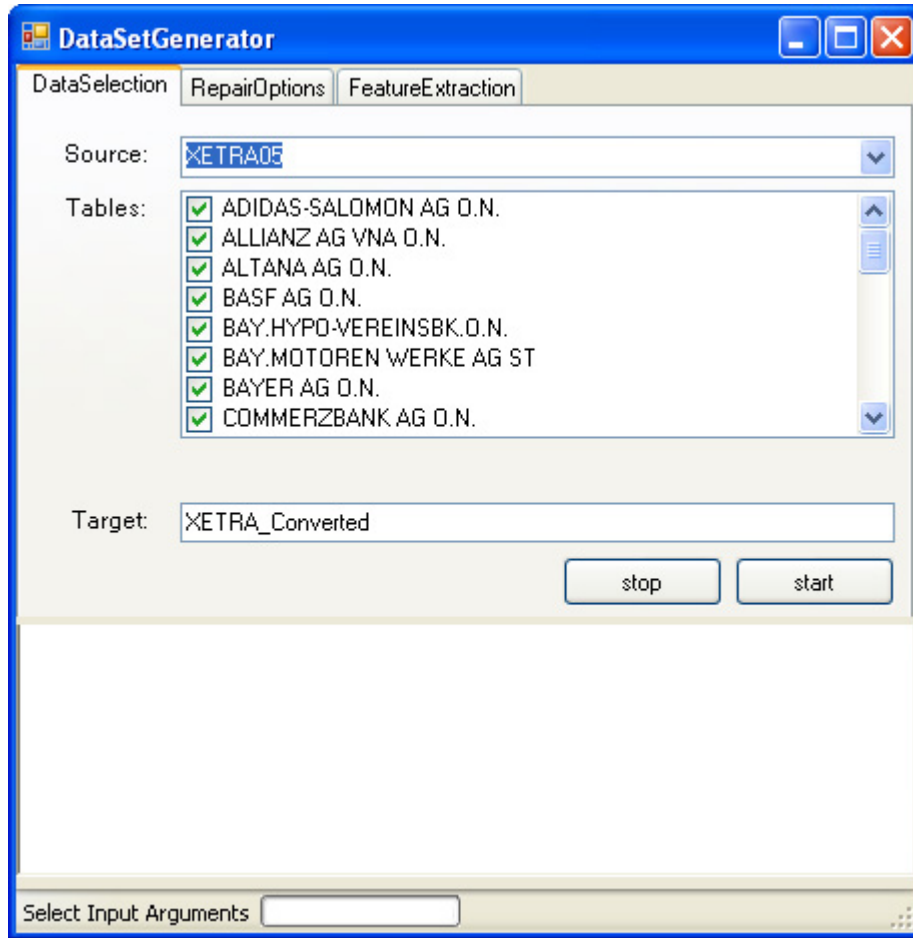 DataSetGenerator
DataSelection RepairOptions FeatureExtraction
Source: XETRA05
Tables: ADIDAS-SALOMON AG O.N.
ALLIANZ AG VNA O.N.
ALTANA AG O.N.
BASF AG O.N.
BAY.HYPO-VEREINSBK.O.N.
BAY.MOTOREN WERKE AG ST
BAYER AG O.N.
COMMERZBANK AG O.N.
Target: XETRA_Converted
stop start
Select Input Arguments